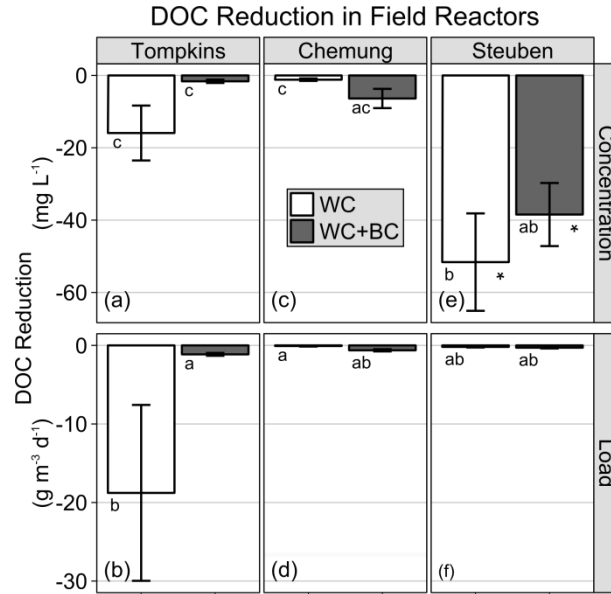 DOC Reduction in Field Reactors
Tompkins Chemung Steuben
DOC Reduction
(mg L⁻¹)
0
-20
-40
-60
c
c
(a)
c
ac
WC
WC+BC
(c)
b
*
ab
*
(e)
Concentration
(g m⁻³ d⁻¹)
0
-10
-20
-30
b
a
(b)
a
ab
(d)
ab
ab
(f)
Load